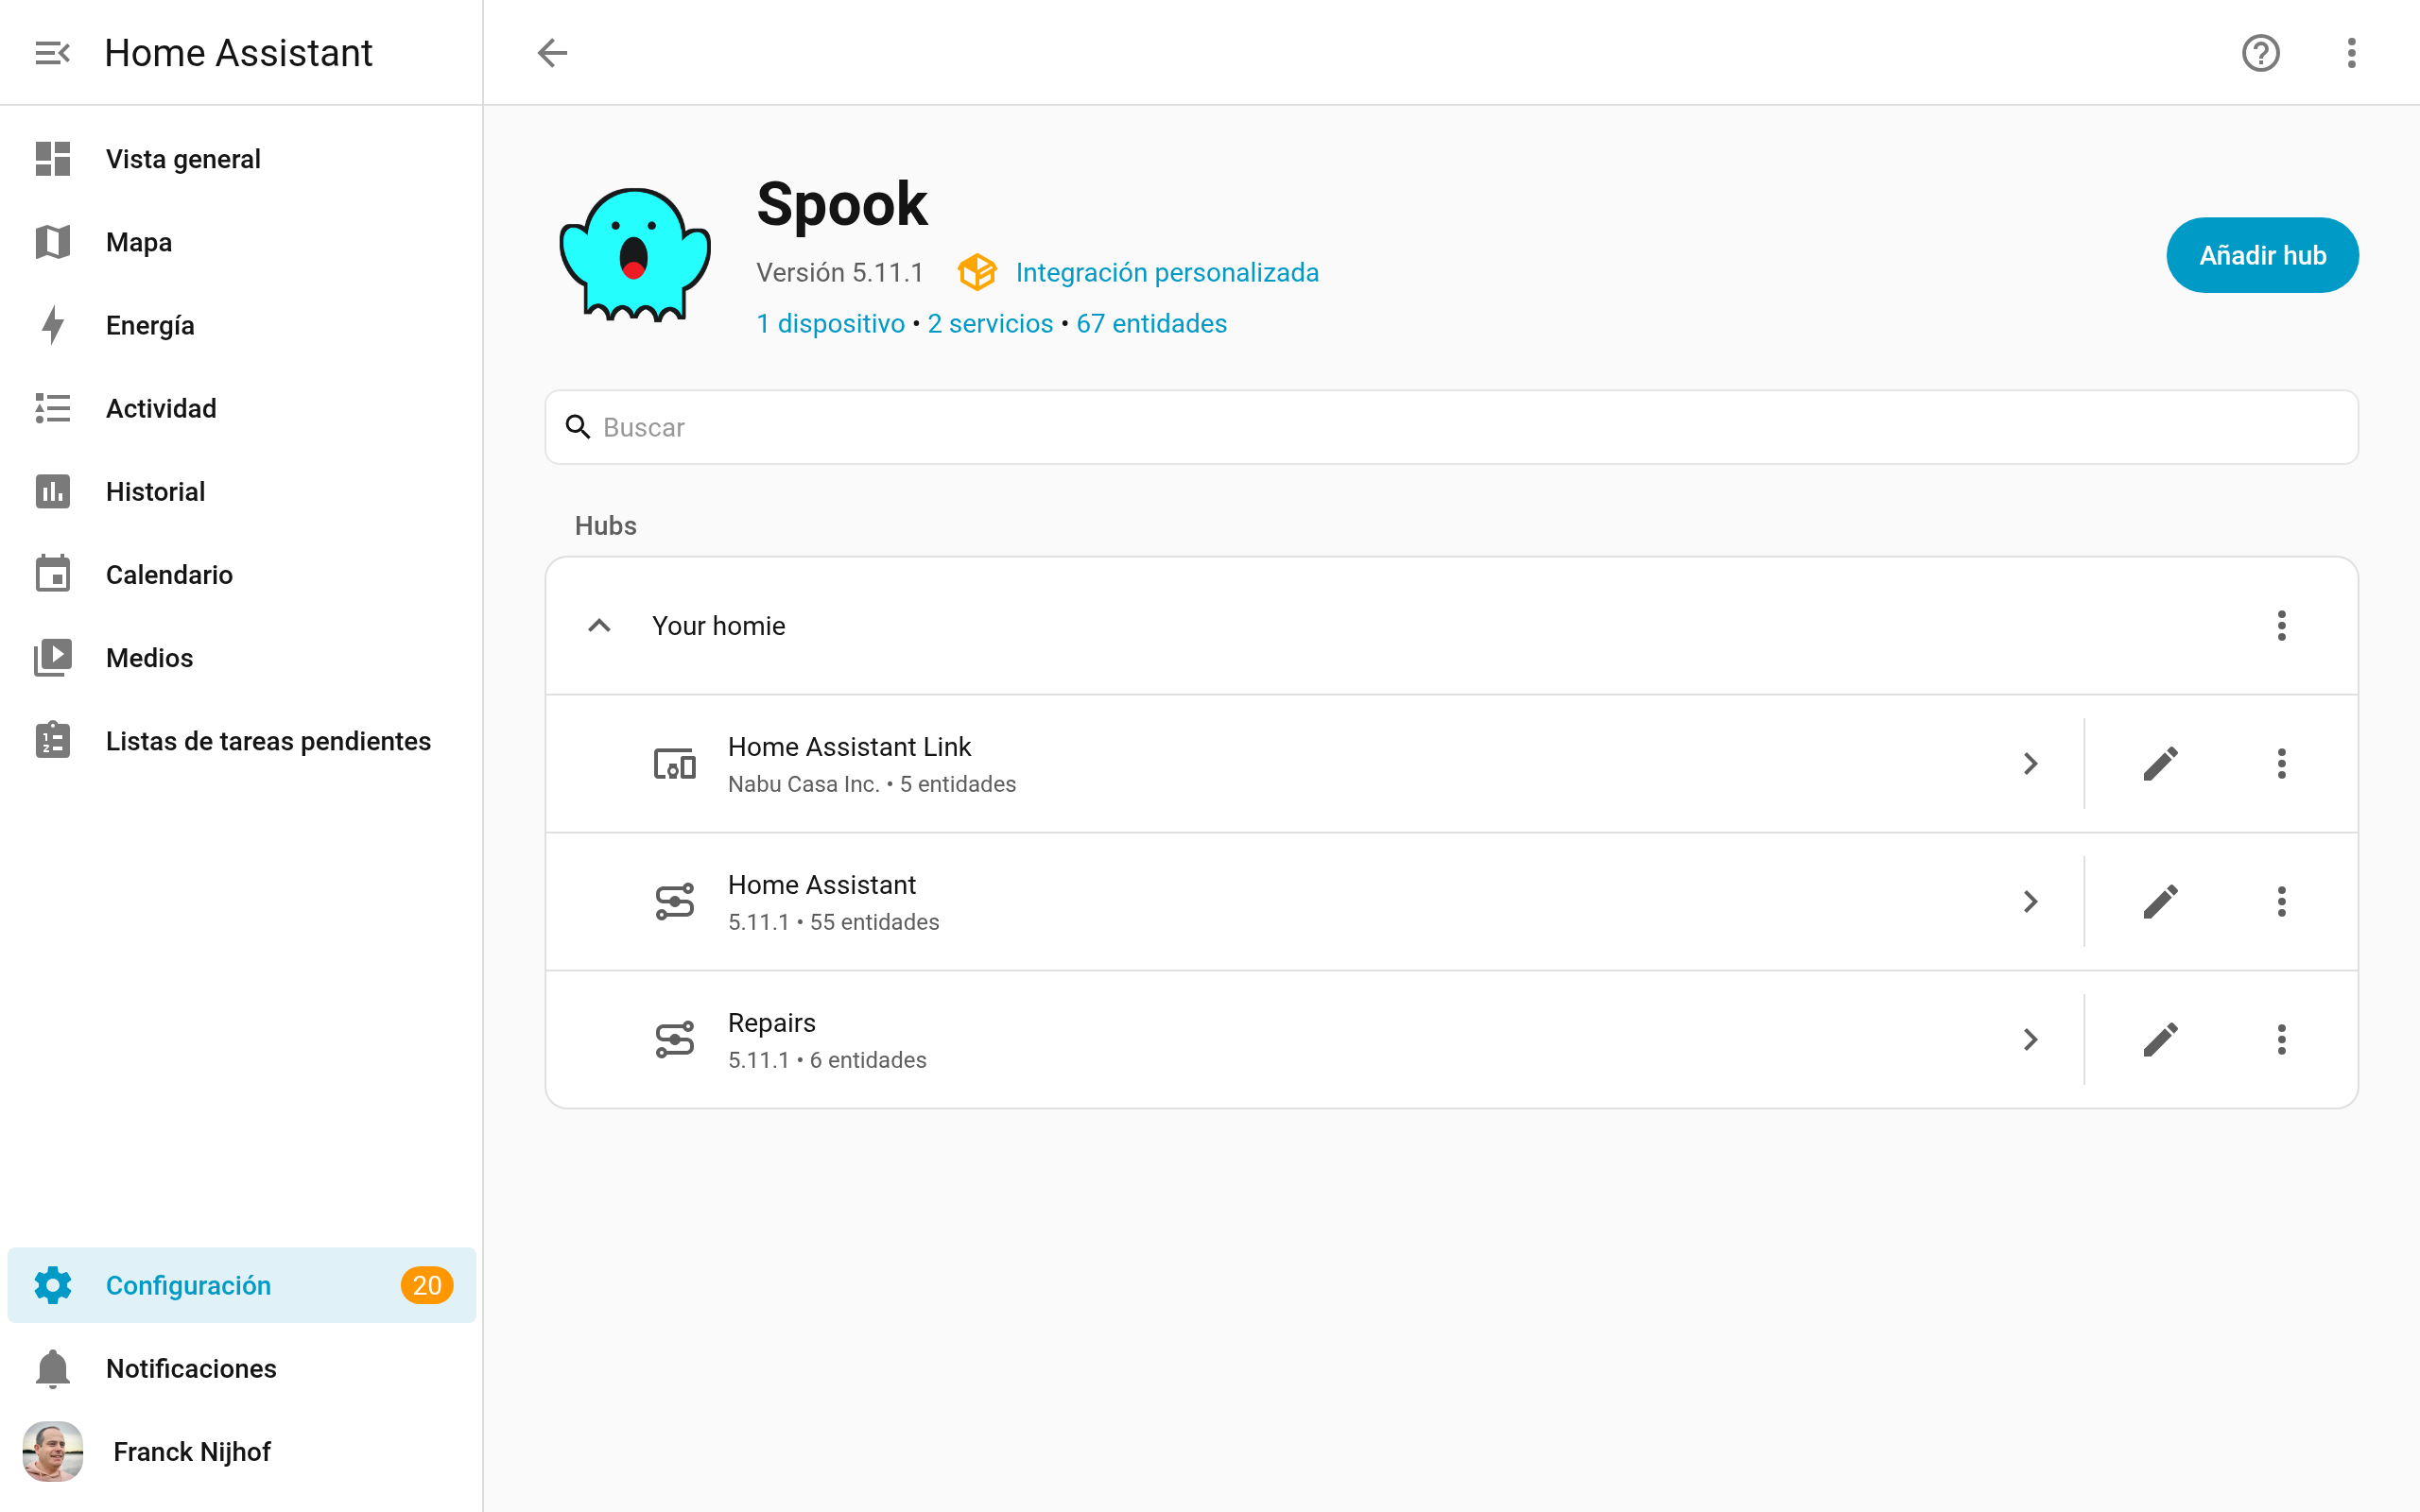 Home Assistant
Vista general
Mapa
Energía
Actividad
Historial
Calendario
Medios
Listas de tareas pendientes
Configuración 20
Notificaciones
Franck Nijhof
Spook
Versión 5.11.1 Integración personalizada
1 dispositivo • 2 servicios • 67 entidades
Añadir hub
Buscar
Hubs
Your homie
Home Assistant Link
Nabu Casa Inc. • 5 entidades
Home Assistant
5.11.1 • 55 entidades
Repairs
5.11.1 • 6 entidades